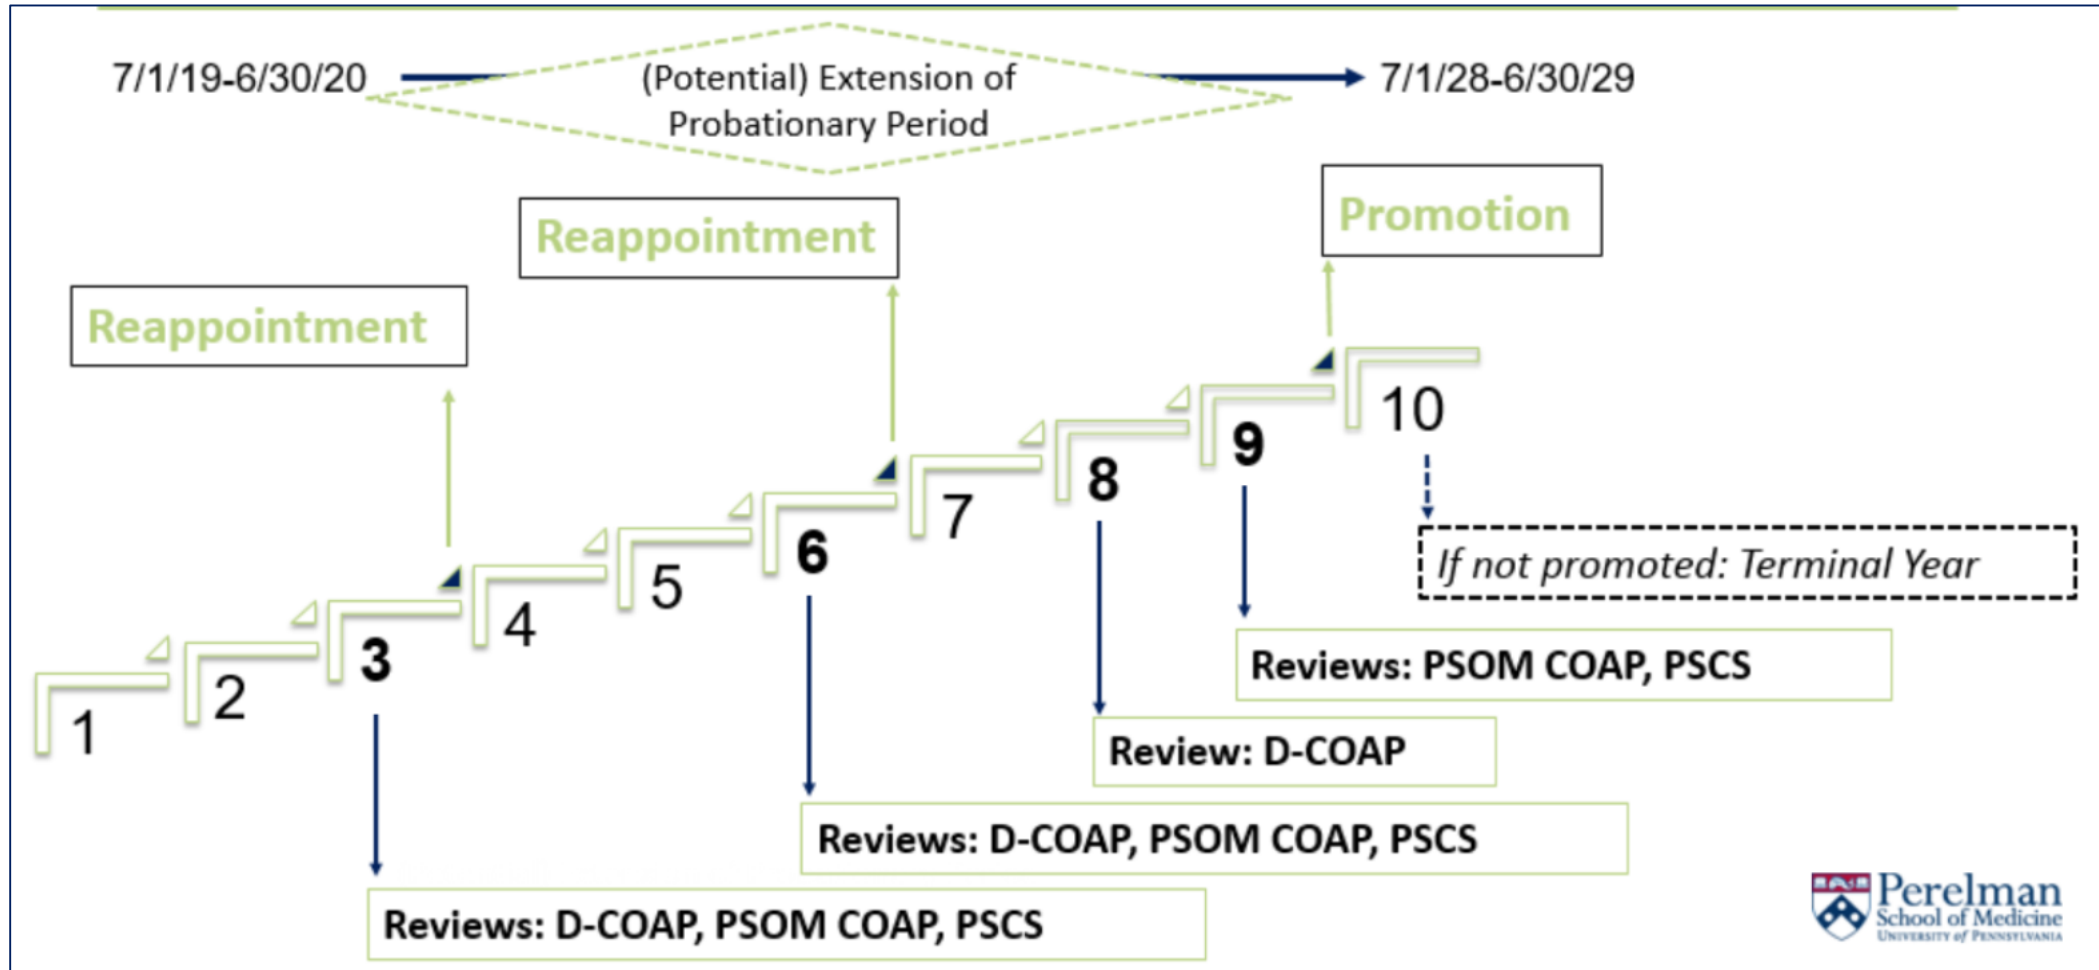 7/1/19-6/30/20
(Potential) Extension of
Probationary Period
7/1/28-6/30/29
Reappointment
Reappointment
Promotion
1
2
3
4
5
6
7
8
9
10
If not promoted: Terminal Year
Reviews: PSOM COAP, PSCS
Review: D-COAP
Reviews: D-COAP, PSOM COAP, PSCS
Reviews: D-COAP, PSOM COAP, PSCS
Perelman
School of Medicine
UNIVERSITY of PENNSYLVANIA